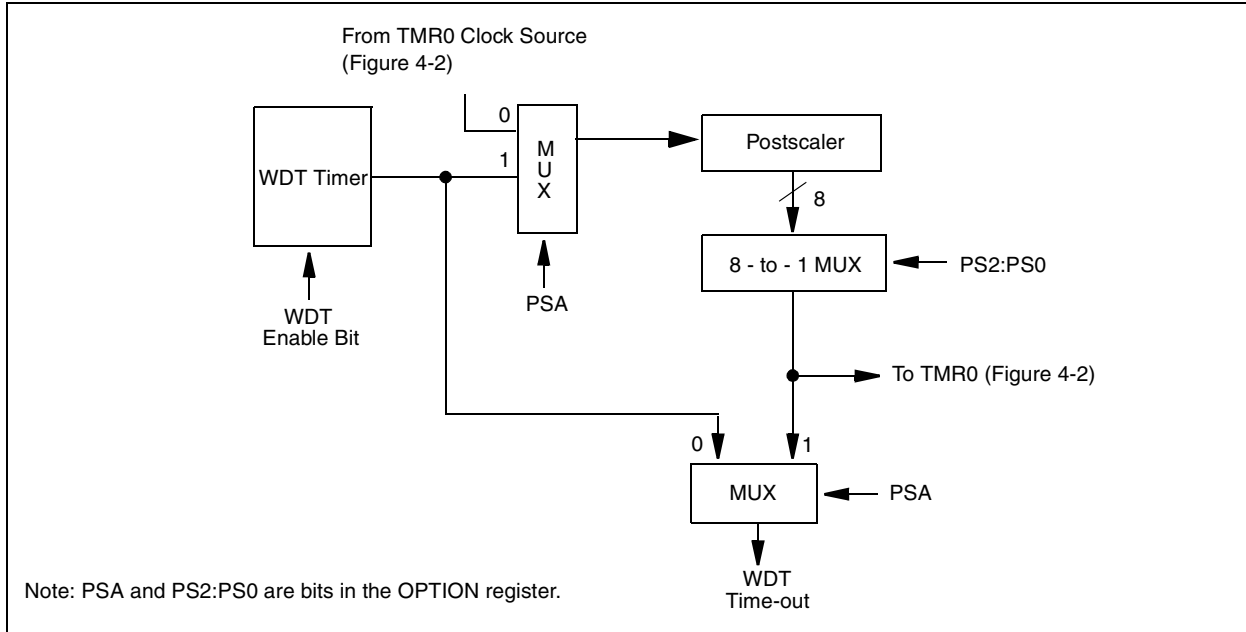 From TMR0 Clock Source
(Figure 4-2)
0
1
M
U
X
WDT Timer
Postscaler
8
8 - to - 1 MUX
PS2:PS0
PSA
WDT
Enable Bit
To TMR0 (Figure 4-2)
0
1
MUX
PSA
WDT
Time-out
Note: PSA and PS2:PS0 are bits in the OPTION register.